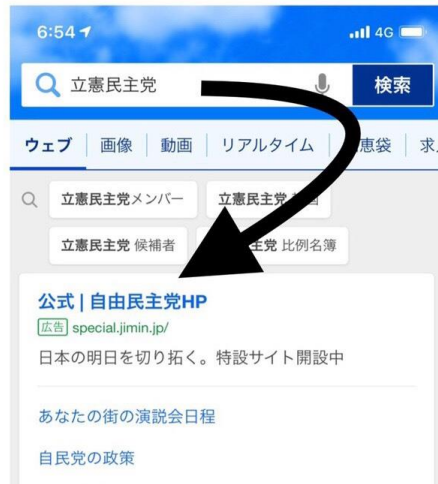 6:54
4G
立憲民主党
検索
ウェブ 画像 動画 リアルタイム 恵袋 求
立憲民主党メンバー 立憲民主党
立憲民主党 候補者 主党 比例名簿
公式 | 自由民主党HP
広告 special.jimin.jp/
日本の明日を切り拓く。特設サイト開設中
あなたの街の演説会日程
自民党の政策